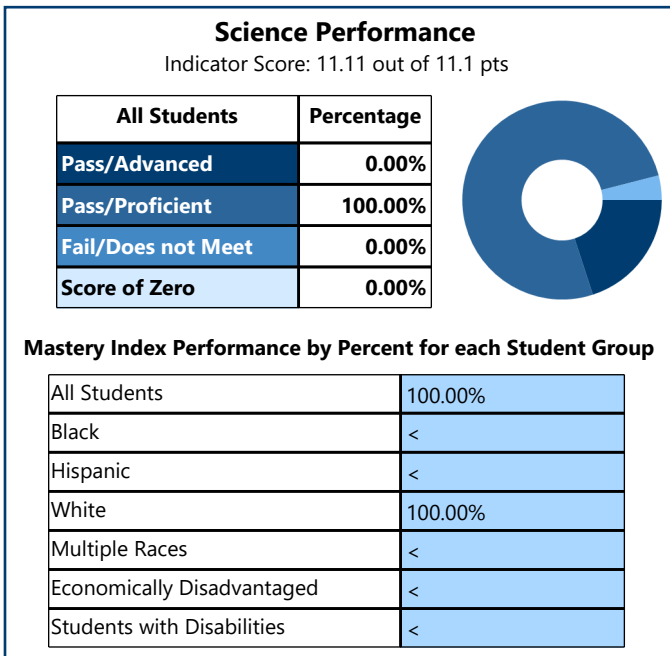 Science Performance
Indicator Score: 11.11 out of 11.1 pts
All Students Percentage
Pass/Advanced 0.00%
Pass/Proficient 100.00%
Fail/Does not Meet 0.00%
Score of Zero 0.00%
Mastery Index Performance by Percent for each Student Group
All Students 100.00%
Black <
Hispanic <
White 100.00%
Multiple Races <
Economically Disadvantaged <
Students with Disabilities <